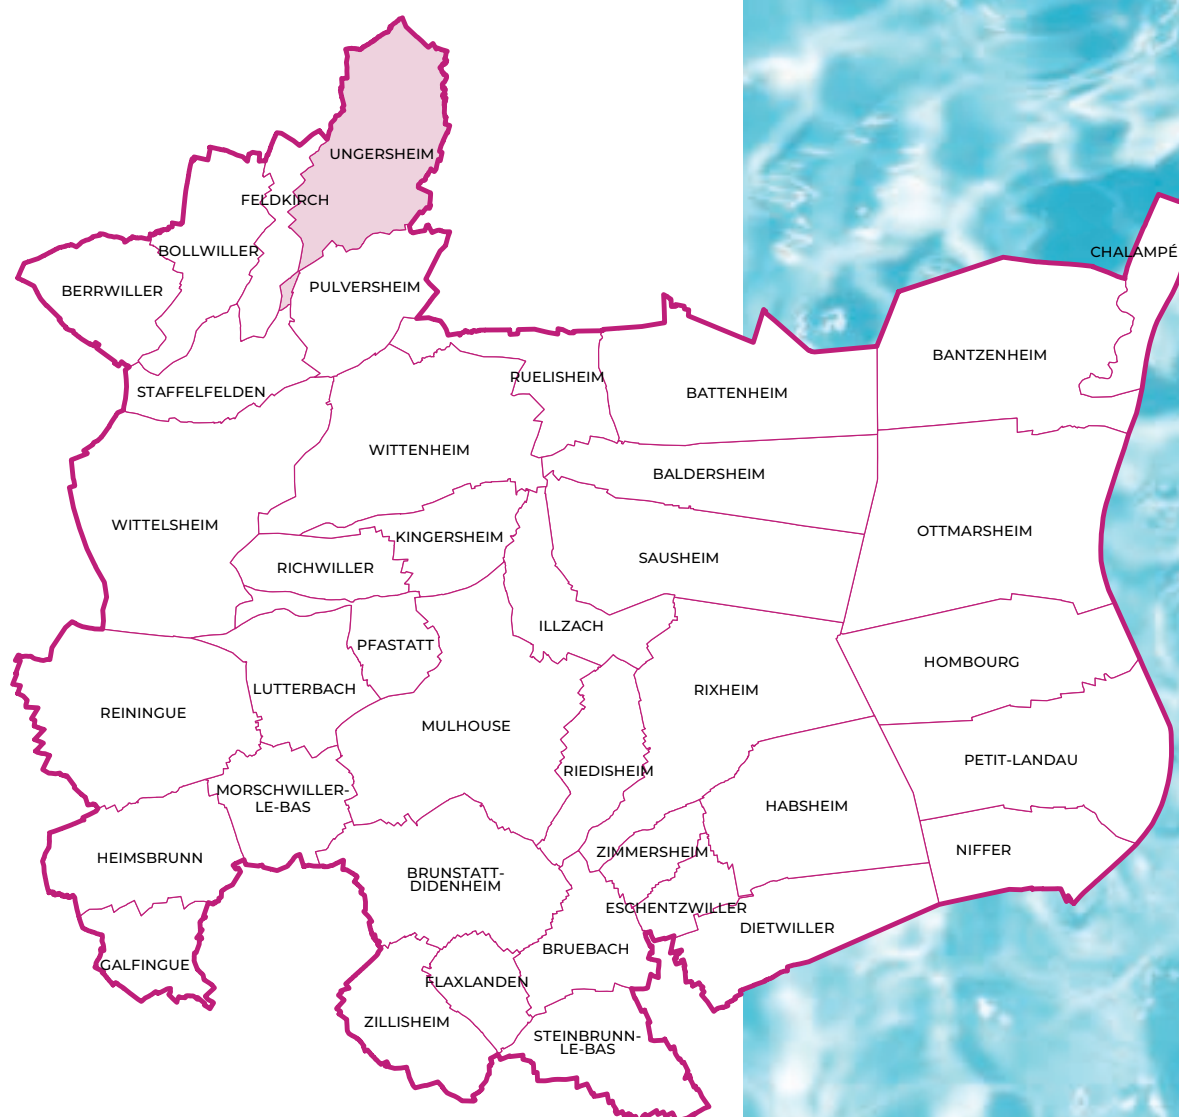 UNGERSHEIM
FELDKIRCH
BOLLWILLER
CHALAMPÉ
BERRWILLER
PULVERSHEIM
BANTZENHEIM
RUELISHEIM
STAFFELFELDEN
BATTENHEIM
WITTENHEIM
BALDERSHEIM
WITTELSHEIM
OTTMARSHEIM
KINGERSHEIM
SAUSHEIM
RICHWILLER
ILLZACH
PFASTATT
HOMBOURG
LUTTERBACH
RIXHEIM
REININGUE
MULHOUSE
PETIT-LANDAU
RIEDISHEIM
MORSCHWILLER-
LE-BAS
HABSHEIM
NIFFER
ZIMMERSHEIM
HEIMSBRUNN
BRUNSTATT-
DIDENHEIM
ESCHENTZWILLER
DIETWILLER
BRUEBACH
GALFINGUE
FLAXLANDEN
ZILLISHEIM
STEINBRUNN-
LE-BAS